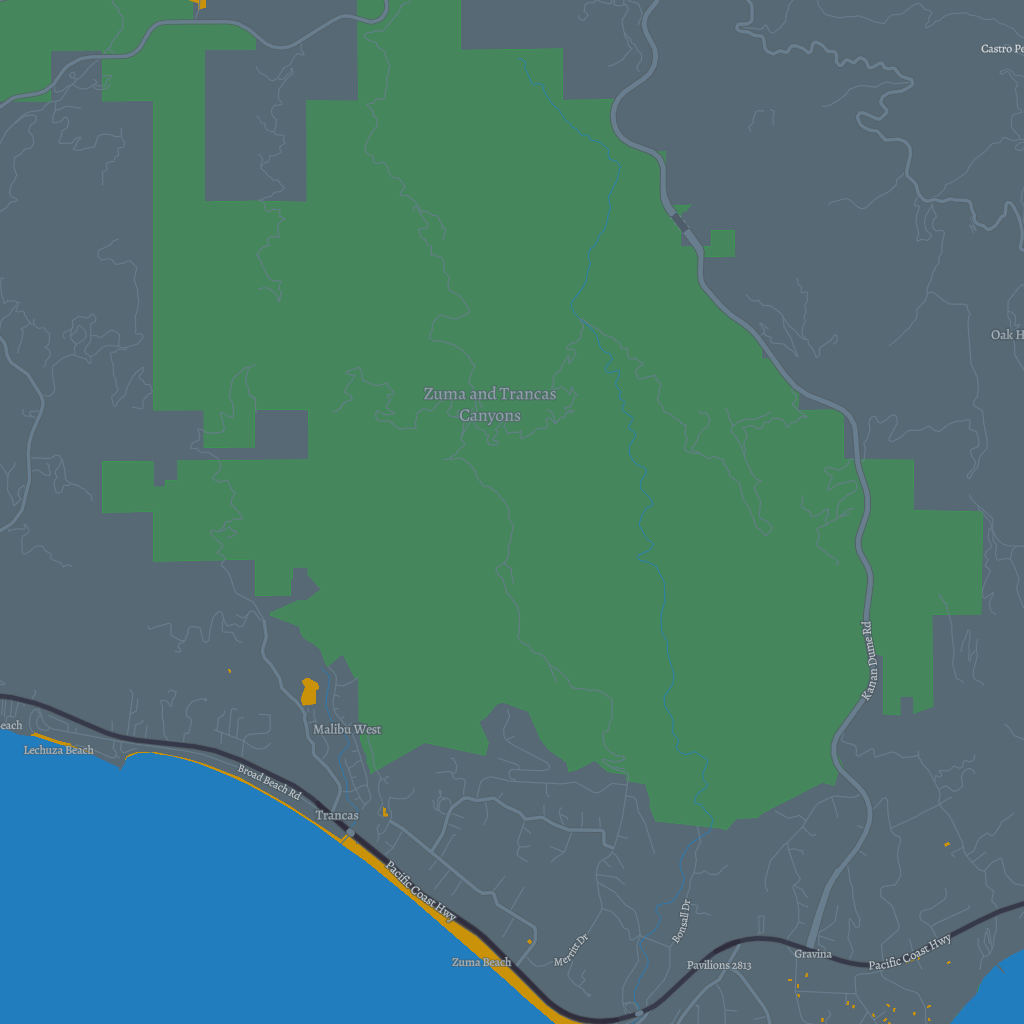 Castro Pe
Oak H
Zuma and Trancas
Canyons
Kanan Dume Rd
each
Lechuza Beach
Malibu West
Broad Beach Rd
Trancas
Pacific Coast Hwy
Zuma Beach
Merritt Dr
Bonsall Dr
Pavilions 2813
Gravina
Pacific Coast Hwy